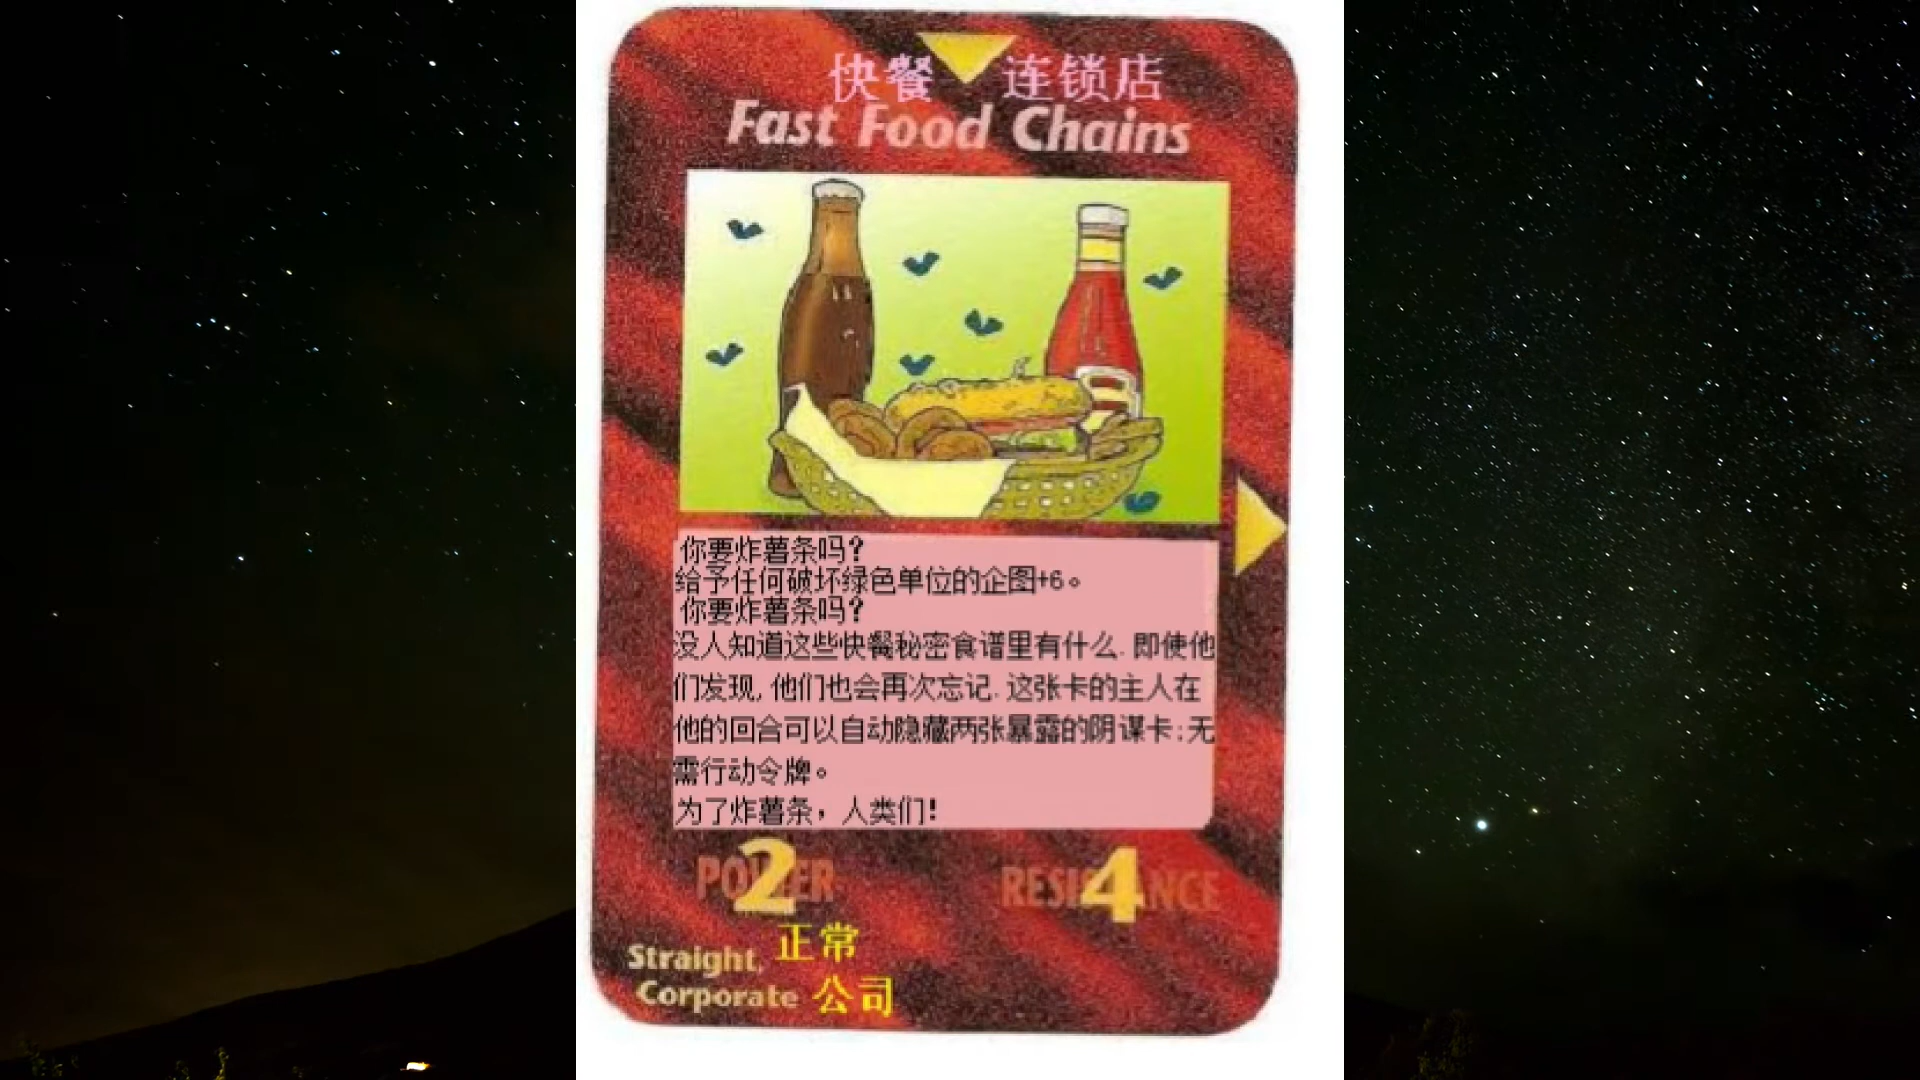 快餐 连锁店
Fast Food Chains
你要炸薯条吗?
给予任何破坏绿色单位的企图+6。
你要炸薯条吗?
没人知道这些快餐秘密食谱里有什么.即使他
们发现,他们也会再次忘记.这张卡的主人在
他的回合可以自动隐藏两张暴露的阴谋卡;无
需行动令牌。
为了炸薯条，人类们!
POWER 2
RESISTANCE 4
Straight, 正常
Corporate 公司